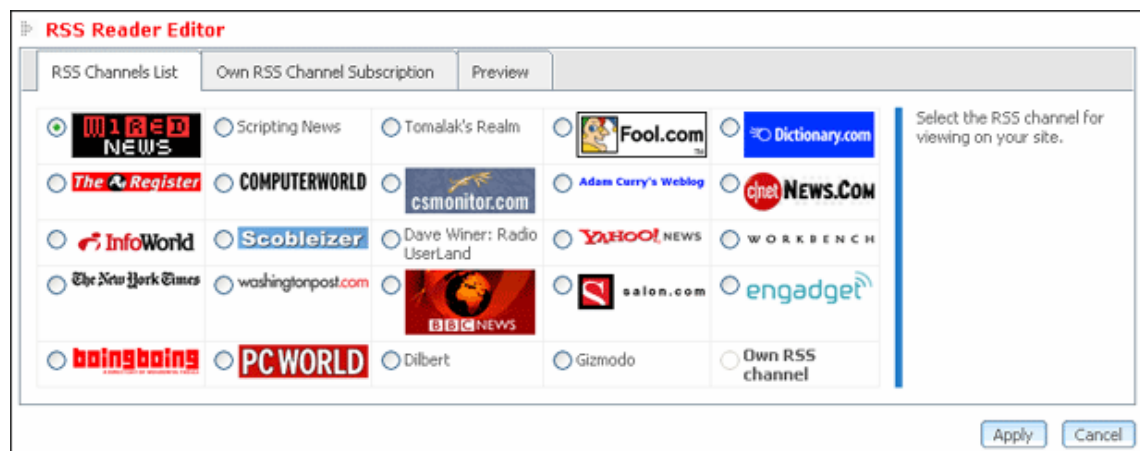 RSS Reader Editor
RSS Channels List
Own RSS Channel Subscription
Preview
WIRED
NEWS
Scripting News
Tomalak's Realm
Fool.com
TM
Dictionary.com
Select the RSS channel for
viewing on your site.
The Register
COMPUTERWORLD
csmonitor.com
Adam Curry's Weblog
c|net NEWS.COM
InfoWorld
Scobleizer
Dave Winer: Radio
UserLand
YAHOO! NEWS
WORKBENCH
The New York Times
washingtonpost.com
BBC NEWS
S salon.com
engadget
boingboing
PC WORLD
Dilbert
Gizmodo
Own RSS
channel
Apply
Cancel